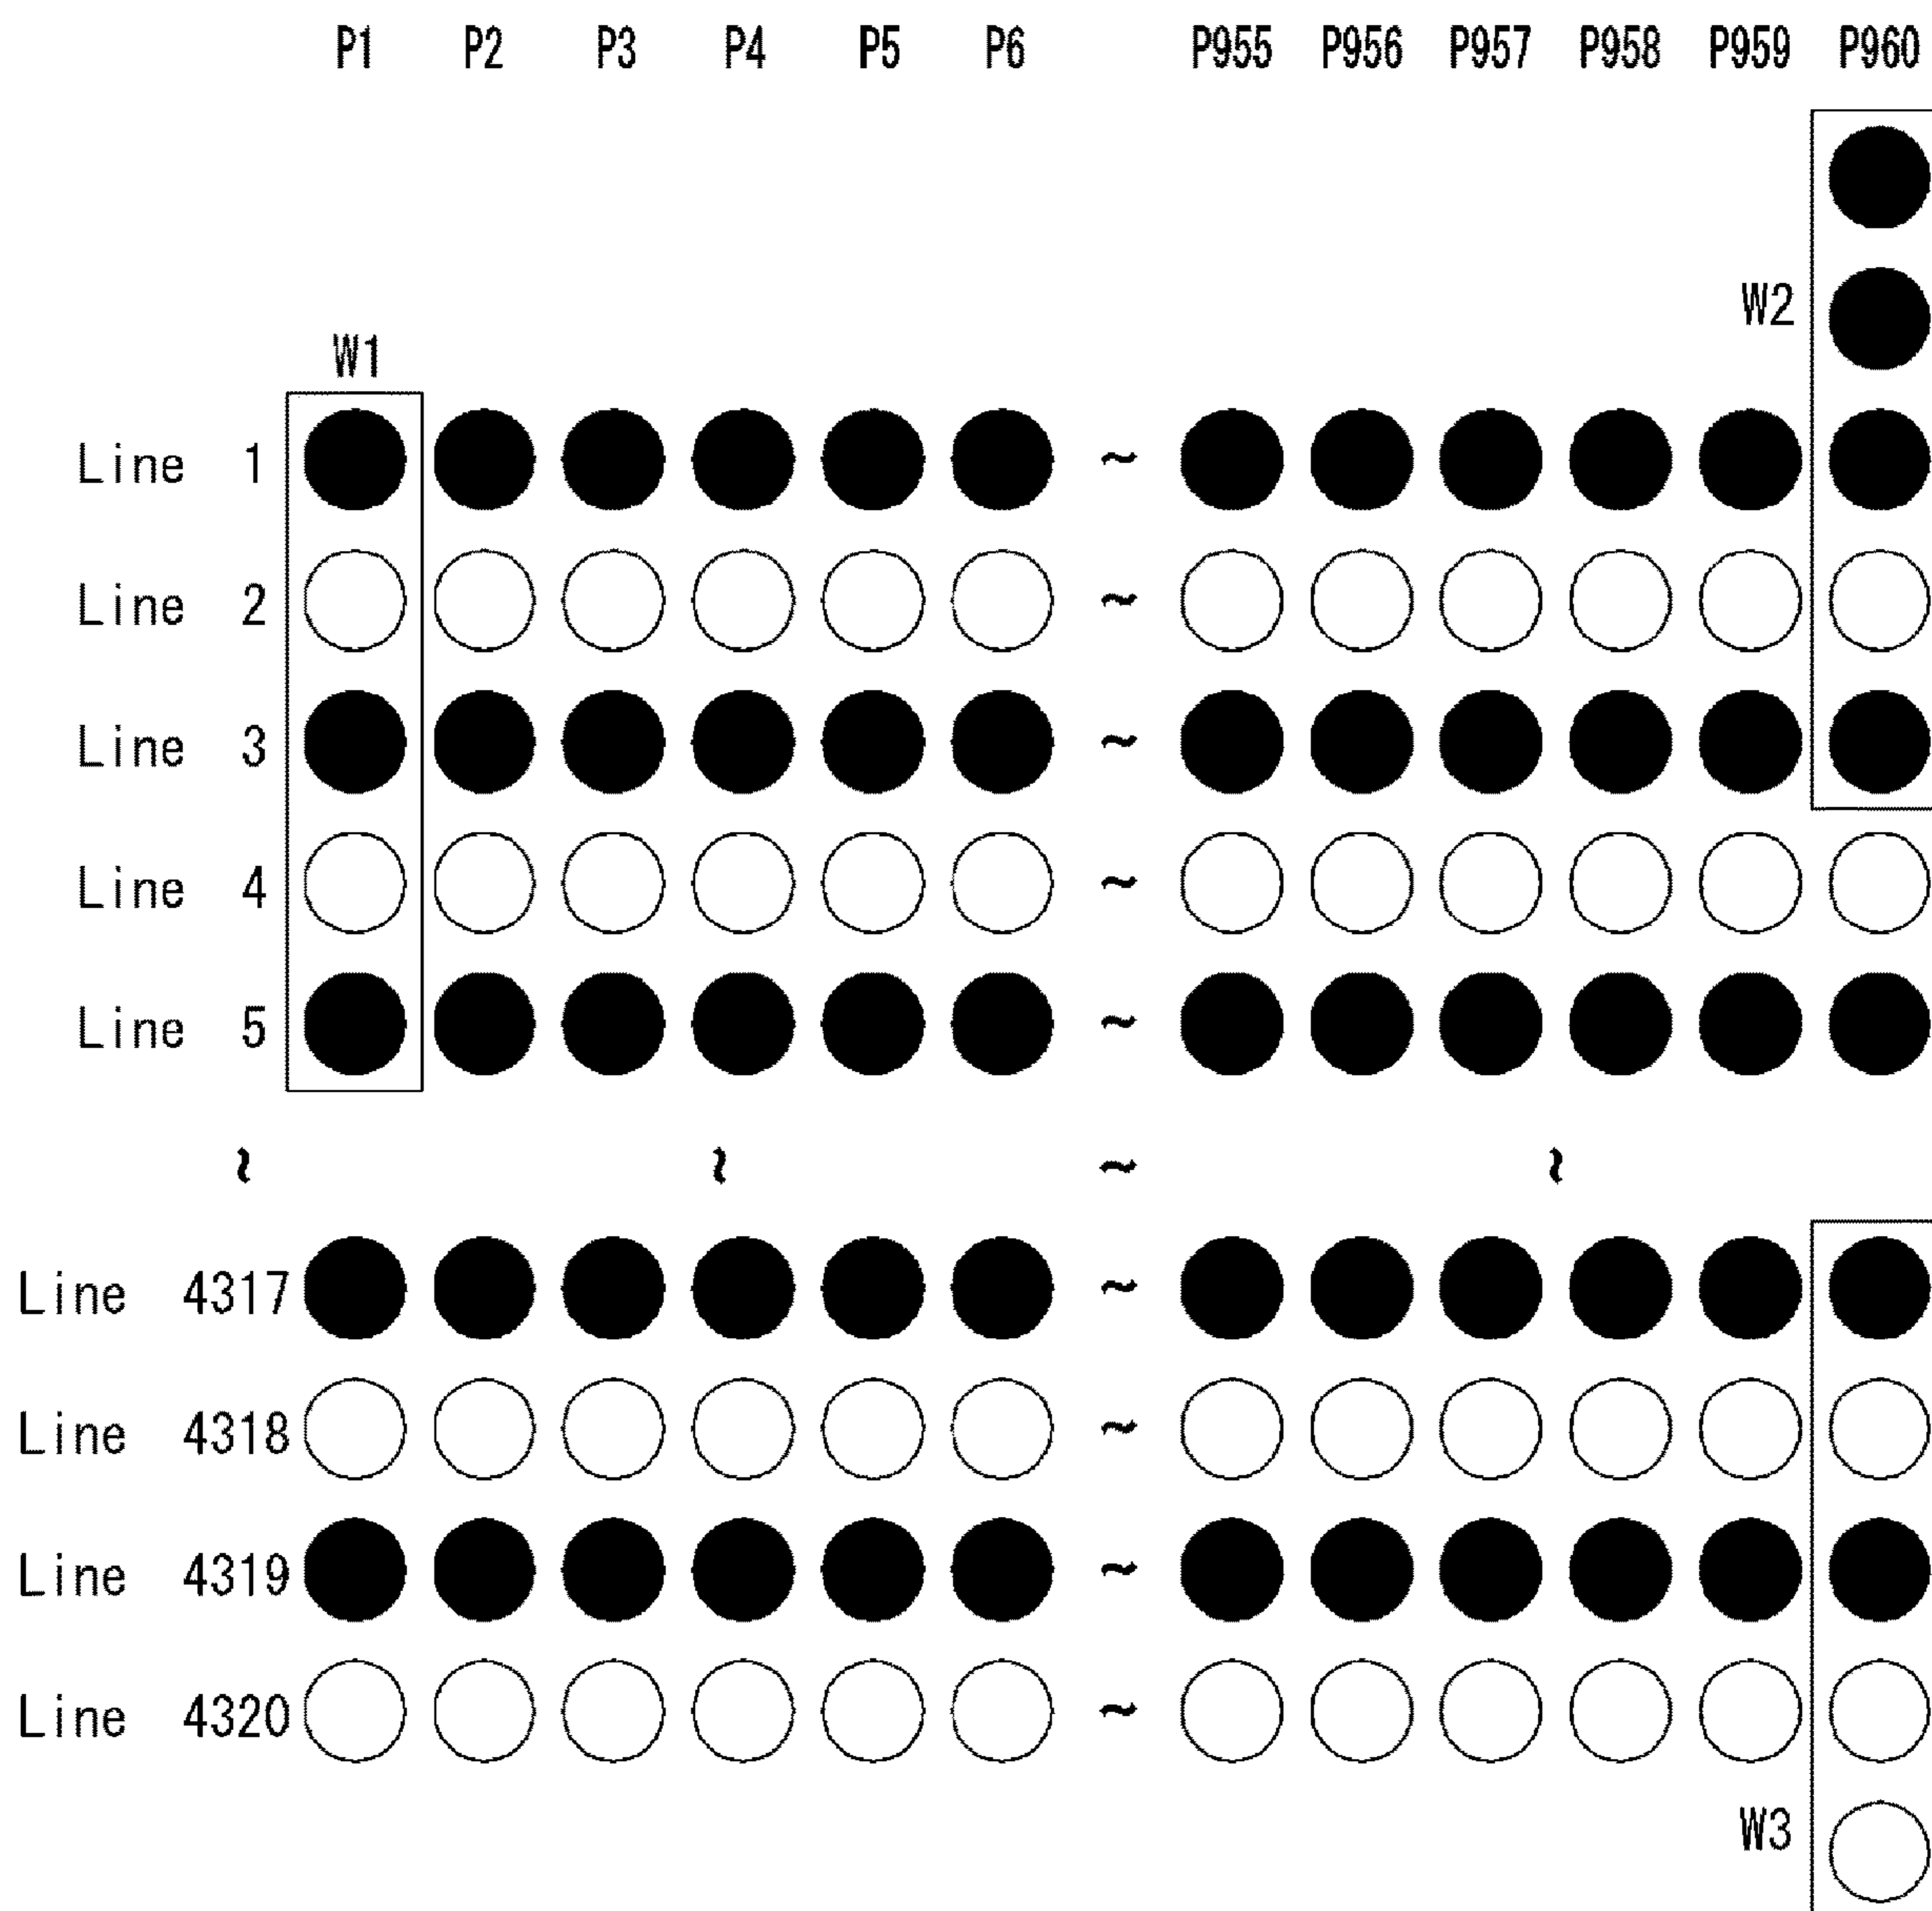 P1 P2 P3 P4 P5 P6 P955 P956 P957 P958 P959 P960
W2
W1
Line 1 ~
Line 2 ~
Line 3 ~
Line 4 ~
Line 5 ~
~ ~ ~ ~
Line 4317 ~
Line 4318 ~
Line 4319 ~
Line 4320 ~
W3